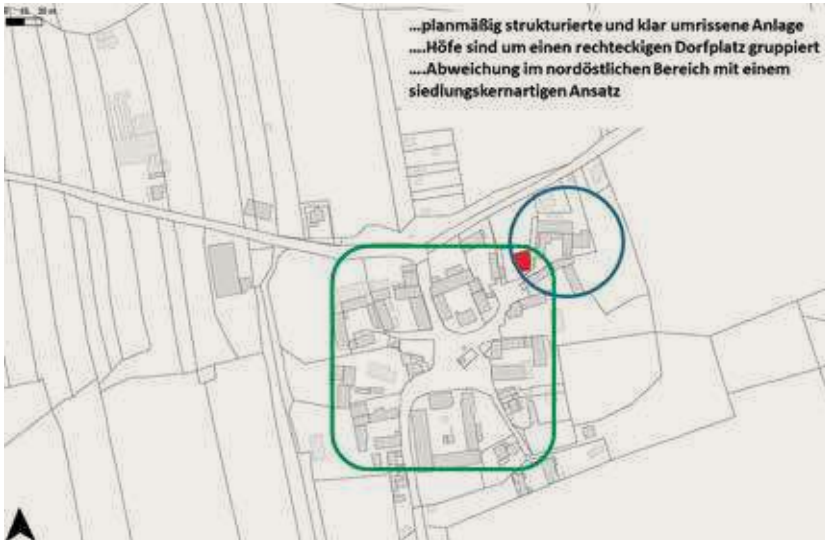 ...planmäßig strukturierte und klar umrissene Anlage
....Höfe sind um einen rechteckigen Dorfplatz gruppiert
....Abweichung im nordöstlichen Bereich mit einem
siedlungskernartigen Ansatz